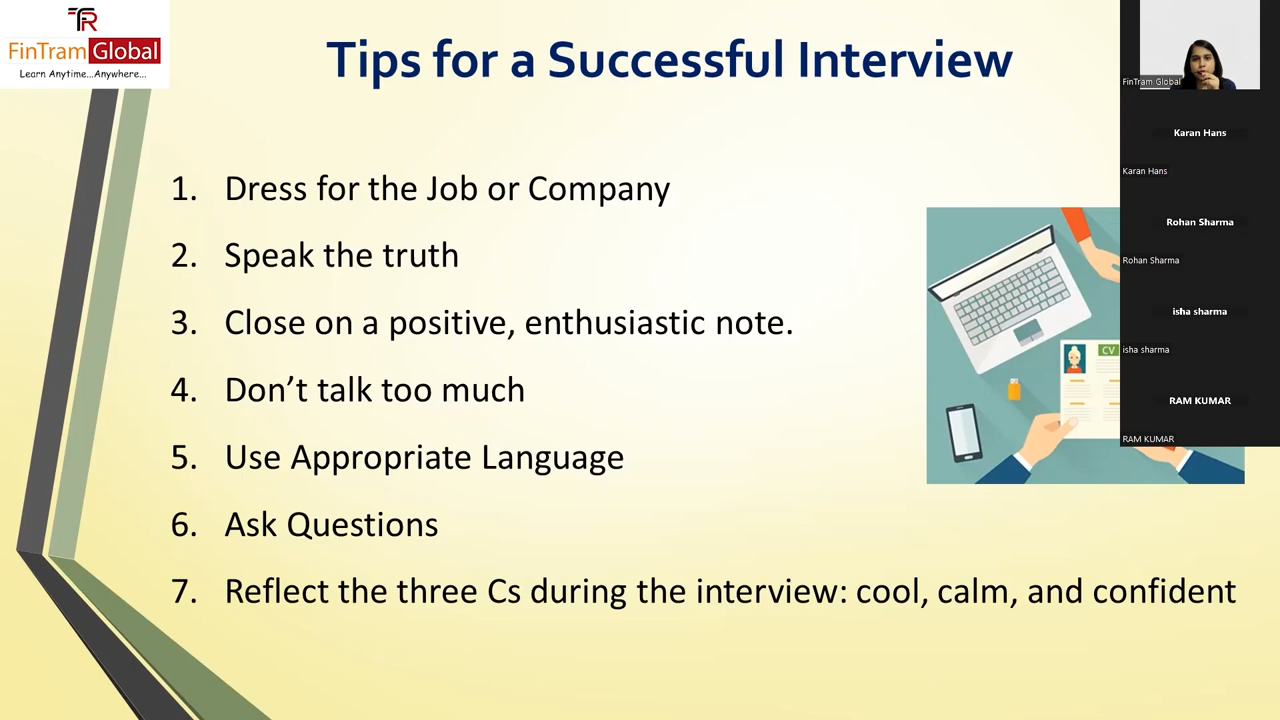 TR
FinTram Global
Learn Anytime...Anywhere...
Tips for a Successful Interview
1. Dress for the Job or Company
2. Speak the truth
3. Close on a positive, enthusiastic note.
4. Don’t talk too much
5. Use Appropriate Language
6. Ask Questions
7. Reflect the three Cs during the interview: cool, calm, and confident
CV
FinTram Global
Karan Hans
Karan Hans
Rohan Sharma
Rohan Sharma
isha sharma
isha sharma
RAM KUMAR
RAM KUMAR